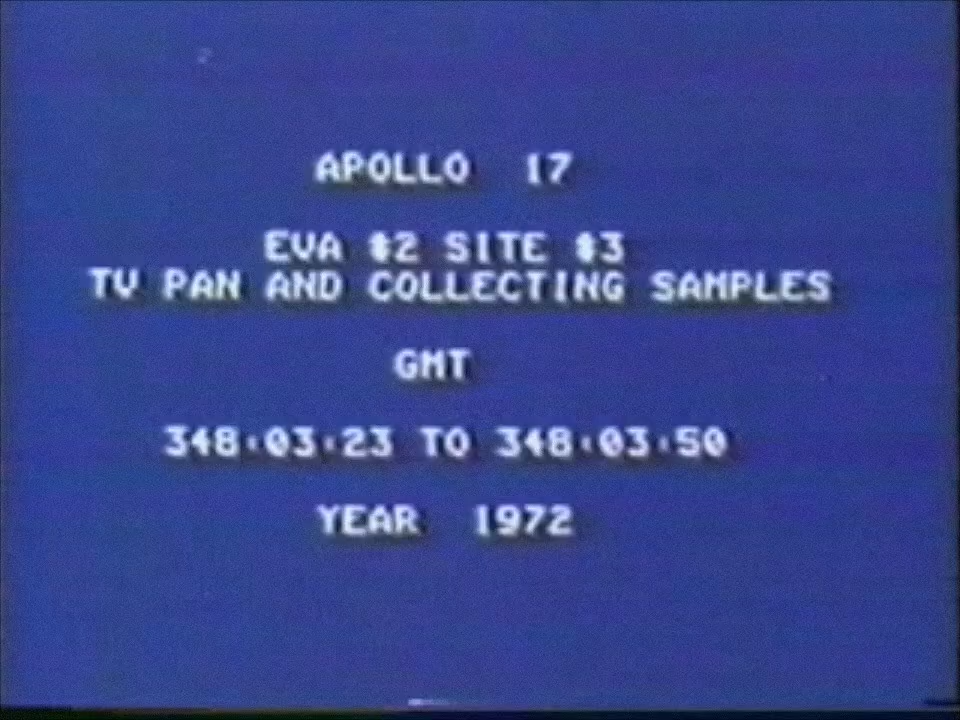 APOLLO 17
EVA #2 SITE #3
TV PAN AND COLLECTING SAMPLES
GMT
348:03:23 TO 348:03:50
YEAR 1972